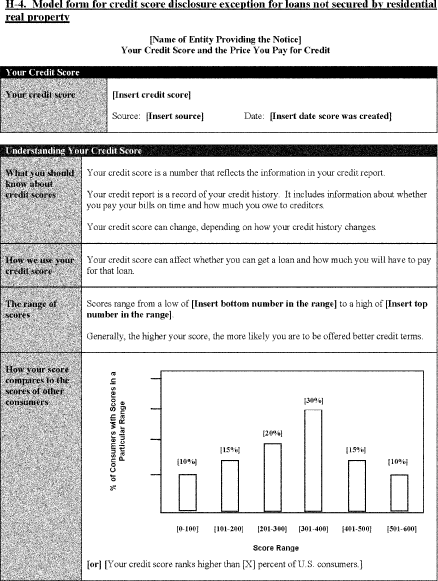 H-4. Model form for credit score disclosure exception for loans not secured by residential
real property
[Name of Entity Providing the Notice]
Your Credit Score and the Price You Pay for Credit
Your Credit Score
Your credit score
[Insert credit score]
Source: [Insert source] Date: [Insert date score was created]
Understanding Your Credit Score
What you should
know about
credit scores
Your credit score is a number that reflects the information in your credit report.
Your credit report is a record of your credit history. It includes information about whether
you pay your bills on time and how much you owe to creditors.
Your credit score can change, depending on how your credit history changes.
How we use your
credit score
Your credit score can affect whether you can get a loan and how much you will have to pay
for that loan.
The range of
scores
Scores range from a low of [Insert bottom number in the range] to a high of [Insert top
number in the range].
Generally, the higher your score, the more likely you are to be offered better credit terms.
How your score
compares to the
scores of other
consumers
% of Consumers with Scores in a
Particular Range
[10%] [15%] [20%] [30%] [15%] [10%]
[0-100] [101-200] [201-300] [301-400] [401-500] [501-600]
Score Range
[or] [Your credit score ranks higher than [X] percent of U.S. consumers.]